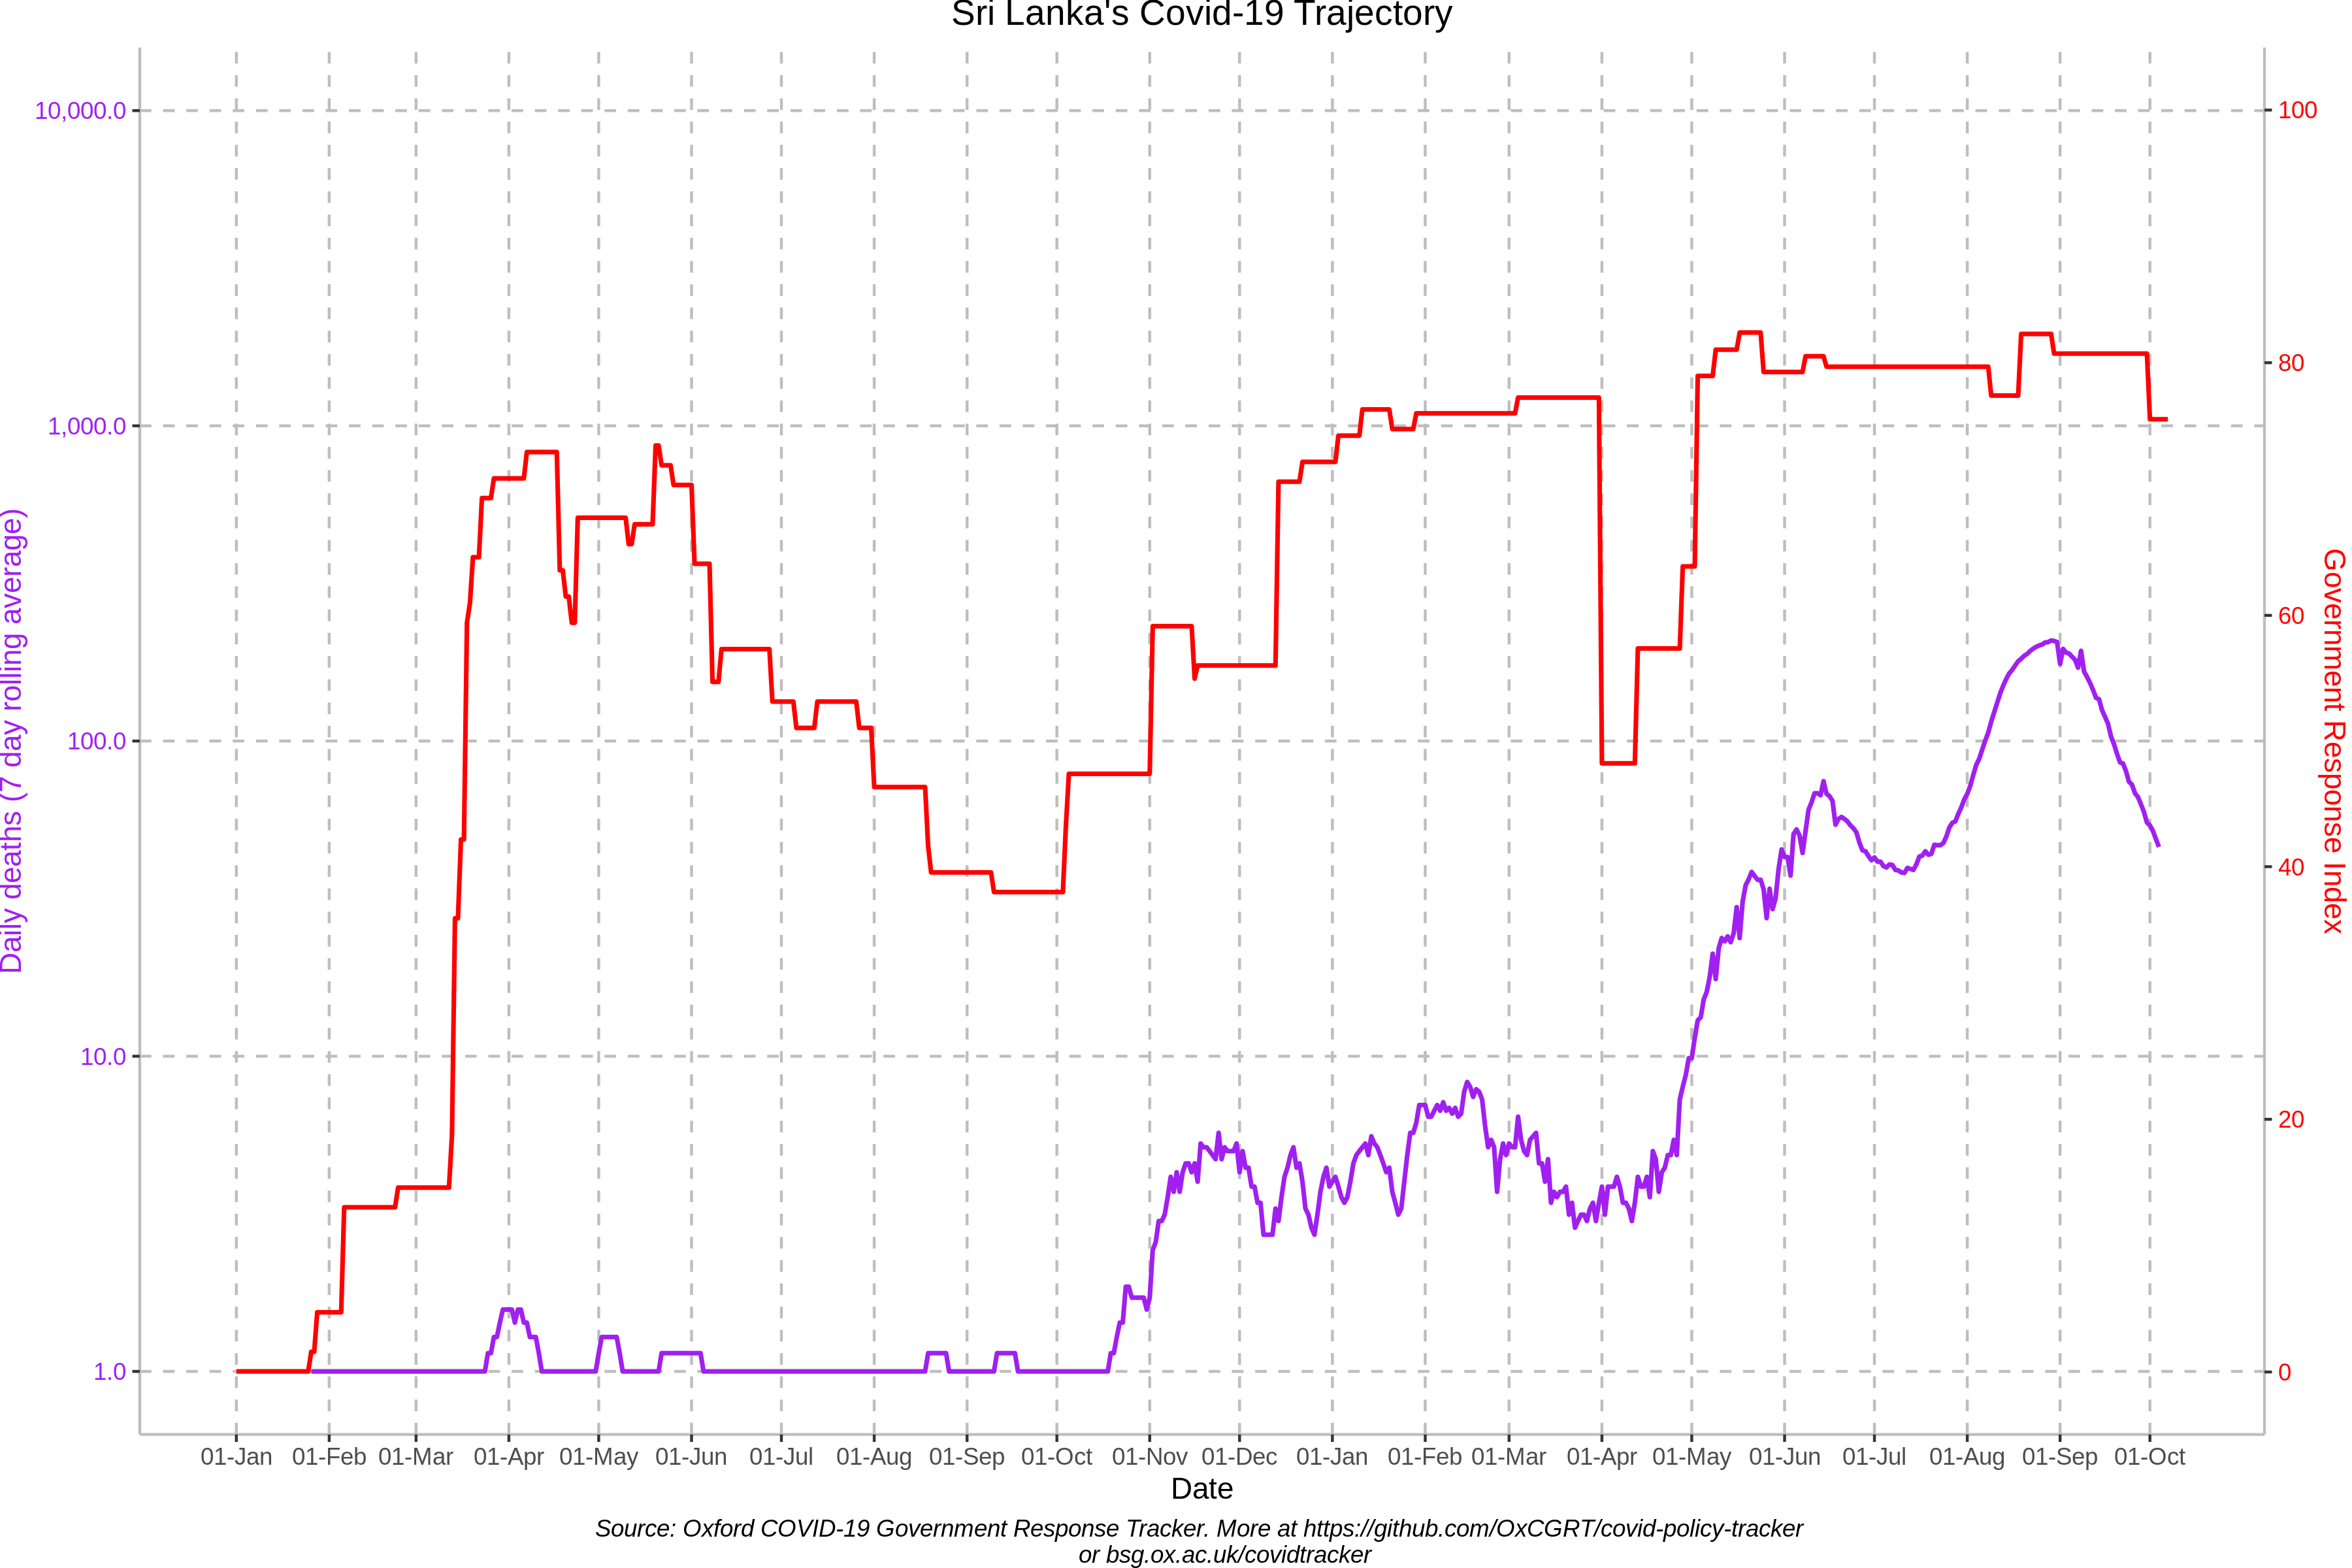 Sri Lanka's Covid-19 Trajectory
10,000.0
1,000.0
100.0
10.0
1.0
Daily deaths (7 day rolling average)
100
80
60
40
20
0
Government Response Index
01-Jan 01-Feb 01-Mar 01-Apr 01-May 01-Jun 01-Jul 01-Aug 01-Sep 01-Oct 01-Nov 01-Dec 01-Jan 01-Feb 01-Mar 01-Apr 01-May 01-Jun 01-Jul 01-Aug 01-Sep 01-Oct
Date
Source: Oxford COVID-19 Government Response Tracker. More at https://github.com/OxCGRT/covid-policy-tracker
or bsg.ox.ac.uk/covidtracker